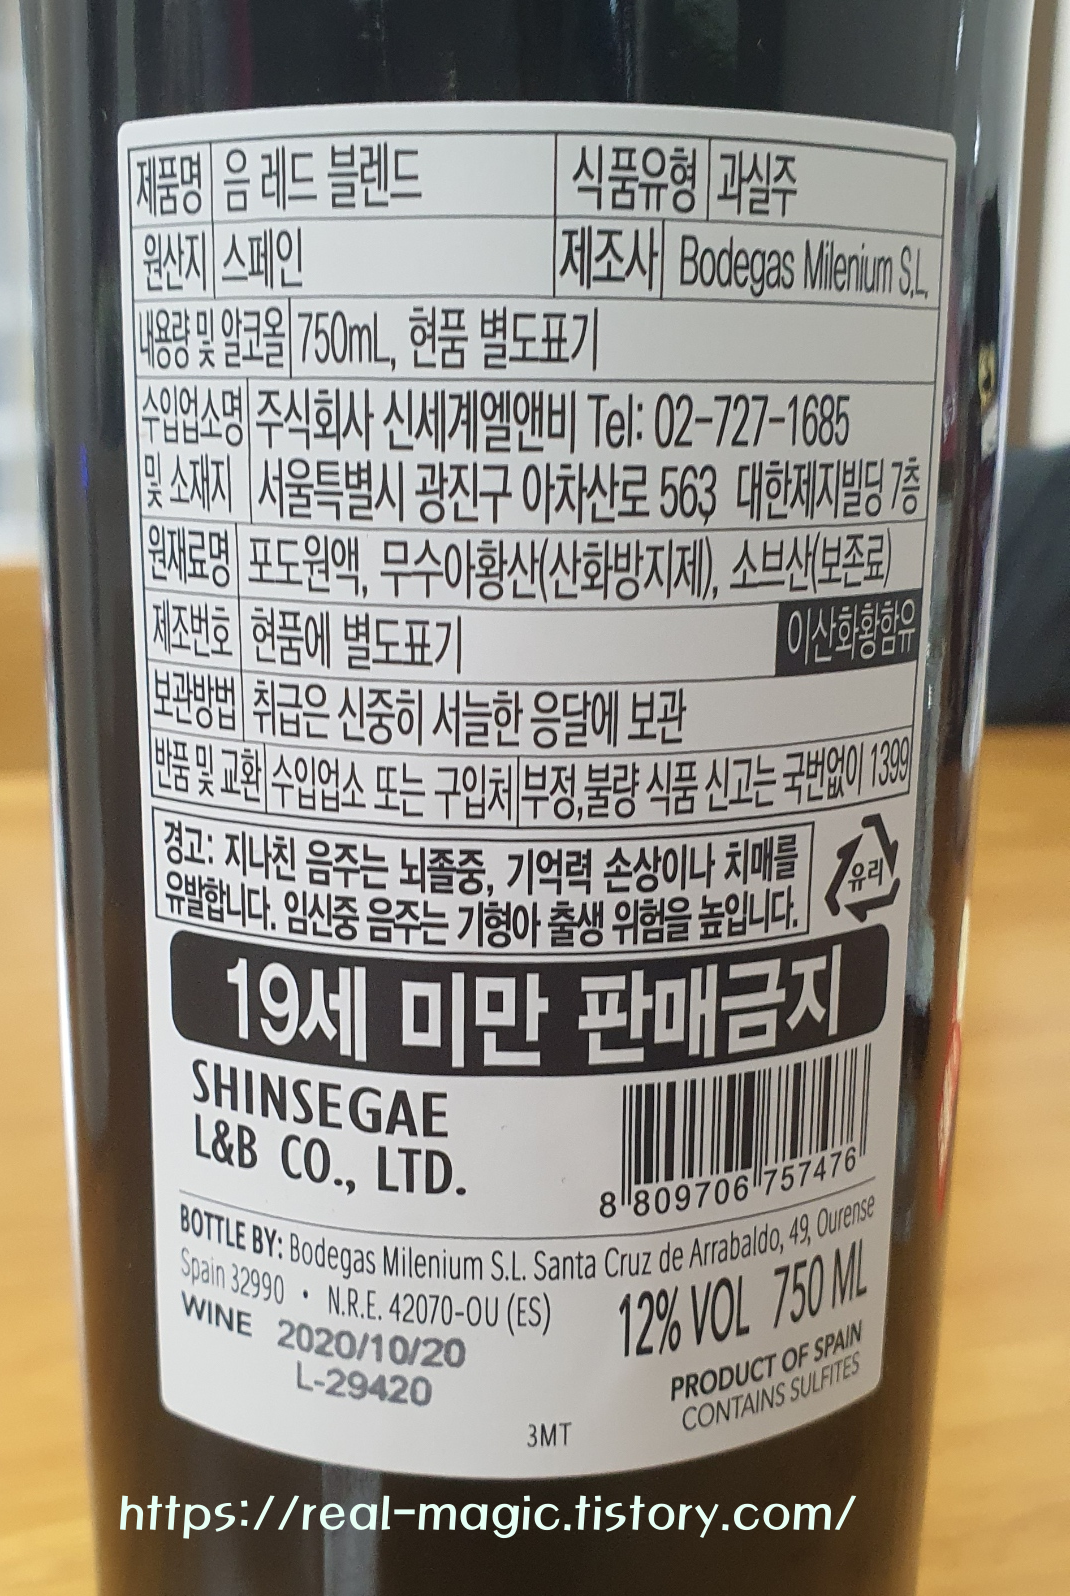 제품명 음 레드 블렌드 식품유형 과실주
원산지 스페인 제조사 Bodegas Milenium S.L.
내용량 및 알코올 750mL, 현품 별도표기
수입업소명 주식회사 신세계엘앤비 Tel: 02-727-1685
및 소재지 서울특별시 광진구 아차산로 563, 대한제지빌딩 7층
원재료명 포도원액, 무수아황산(산화방지제), 소브산(보존료)
제조번호 현품에 별도표기 이산화황함유
보관방법 취급은 신중히 서늘한 응달에 보관
반품 및 교환 수입업소 또는 구입처 부정,불량 식품 신고는 국번없이 1399
경고: 지나친 음주는 뇌졸중, 기억력 손상이나 치매를
유발합니다. 임신중 음주는 기형아 출생 위험을 높입니다.
유리
19세 미만 판매금지
SHINSEGAE
L&B CO., LTD.
8 809706 757476
BOTTLE BY: Bodegas Milenium S.L. Santa Cruz de Arrabaldo, 49, Ourense
Spain 32990 • N.R.E. 42070-OU (ES)
12% VOL 750 ML
WINE 2020/10/20
L-29420
PRODUCT OF SPAIN
CONTAINS SULFITES
3MT
https://real-magic.tistory.com/